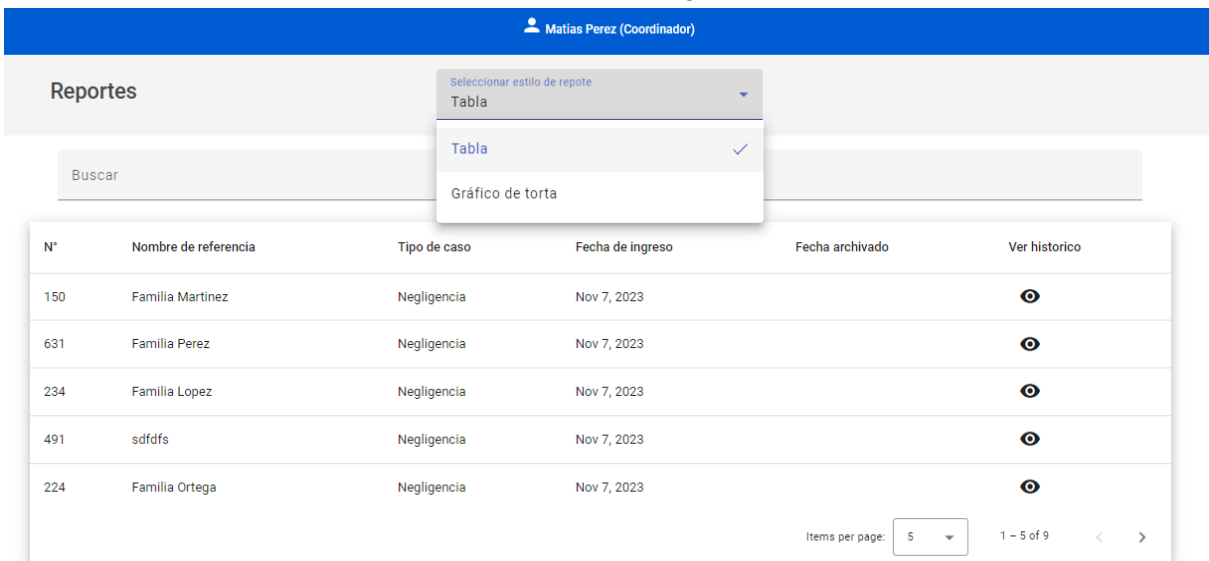 Matias Perez (Coordinador)
Reportes
Seleccionar estilo de repote
Tabla
Tabla
Gráfico de torta
Buscar
N° Nombre de referencia Tipo de caso Fecha de ingreso Fecha archivado Ver historico
150 Familia Martinez Negligencia Nov 7, 2023
631 Familia Perez Negligencia Nov 7, 2023
234 Familia Lopez Negligencia Nov 7, 2023
491 sdfdfs Negligencia Nov 7, 2023
224 Familia Ortega Negligencia Nov 7, 2023
Items per page: 5 1 – 5 of 9